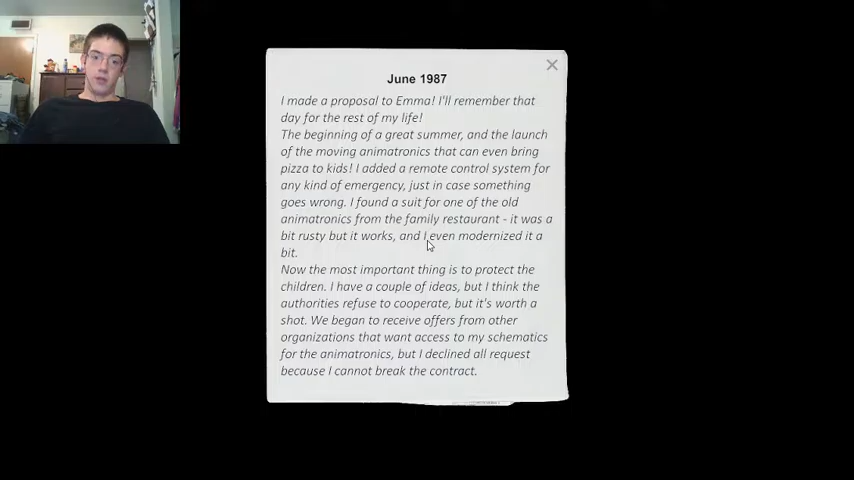 June 1987
I made a proposal to Emma! I'll remember that
day for the rest of my life!
The beginning of a great summer, and the launch
of the moving animatronics that can even bring
pizza to kids! I added a remote control system for
any kind of emergency, just in case something
goes wrong. I found a suit for one of the old
animatronics from the family restaurant - it was a
bit rusty but it works, and I even modernized it a
bit.
Now the most important thing is to protect the
children. I have a couple of ideas, but I think the
authorities refuse to cooperate, but it's worth a
shot. We began to receive offers from other
organizations that want access to my schematics
for the animatronics, but I declined all request
because I cannot break the contract.